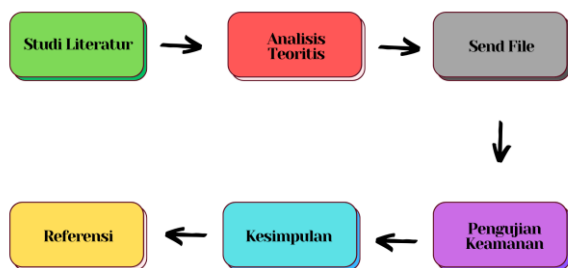 Studi Literatur
Analisis
Teoritis
Send File
Pengujian
Keamanan
Kesimpulan
Referensi